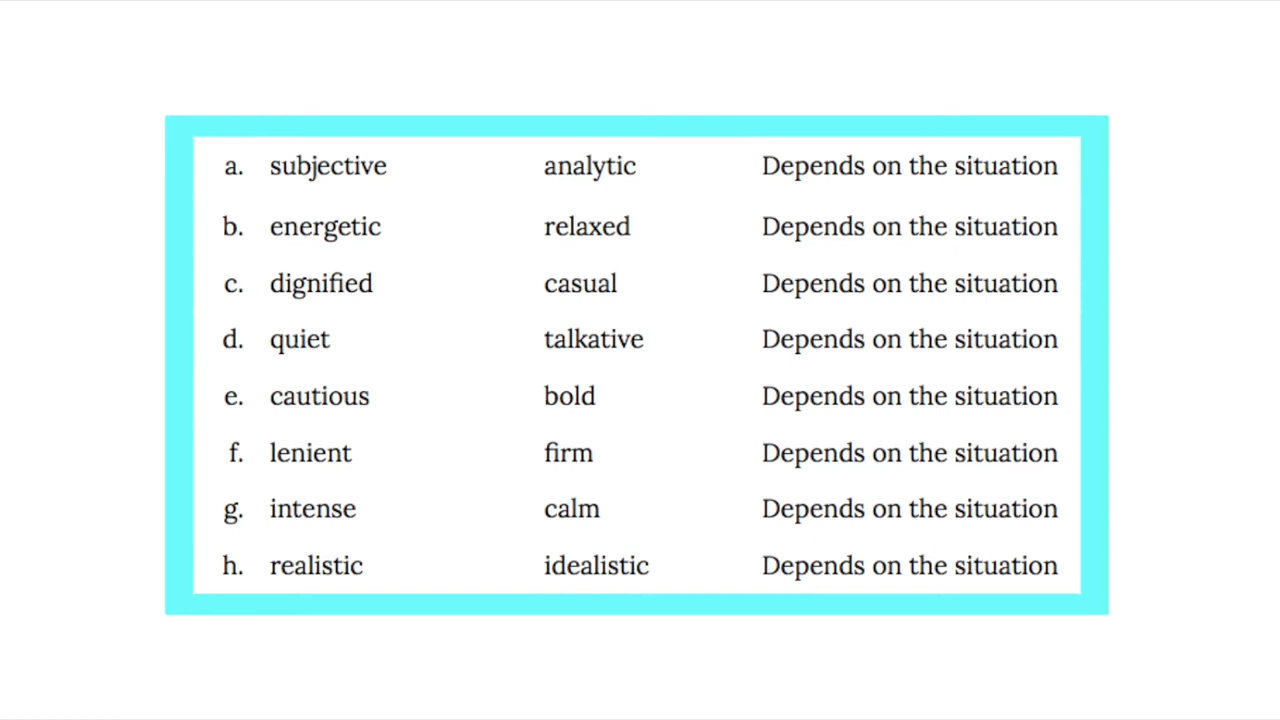 a. subjective analytic Depends on the situation
b. energetic relaxed Depends on the situation
c. dignified casual Depends on the situation
d. quiet talkative Depends on the situation
e. cautious bold Depends on the situation
f. lenient firm Depends on the situation
g. intense calm Depends on the situation
h. realistic idealistic Depends on the situation